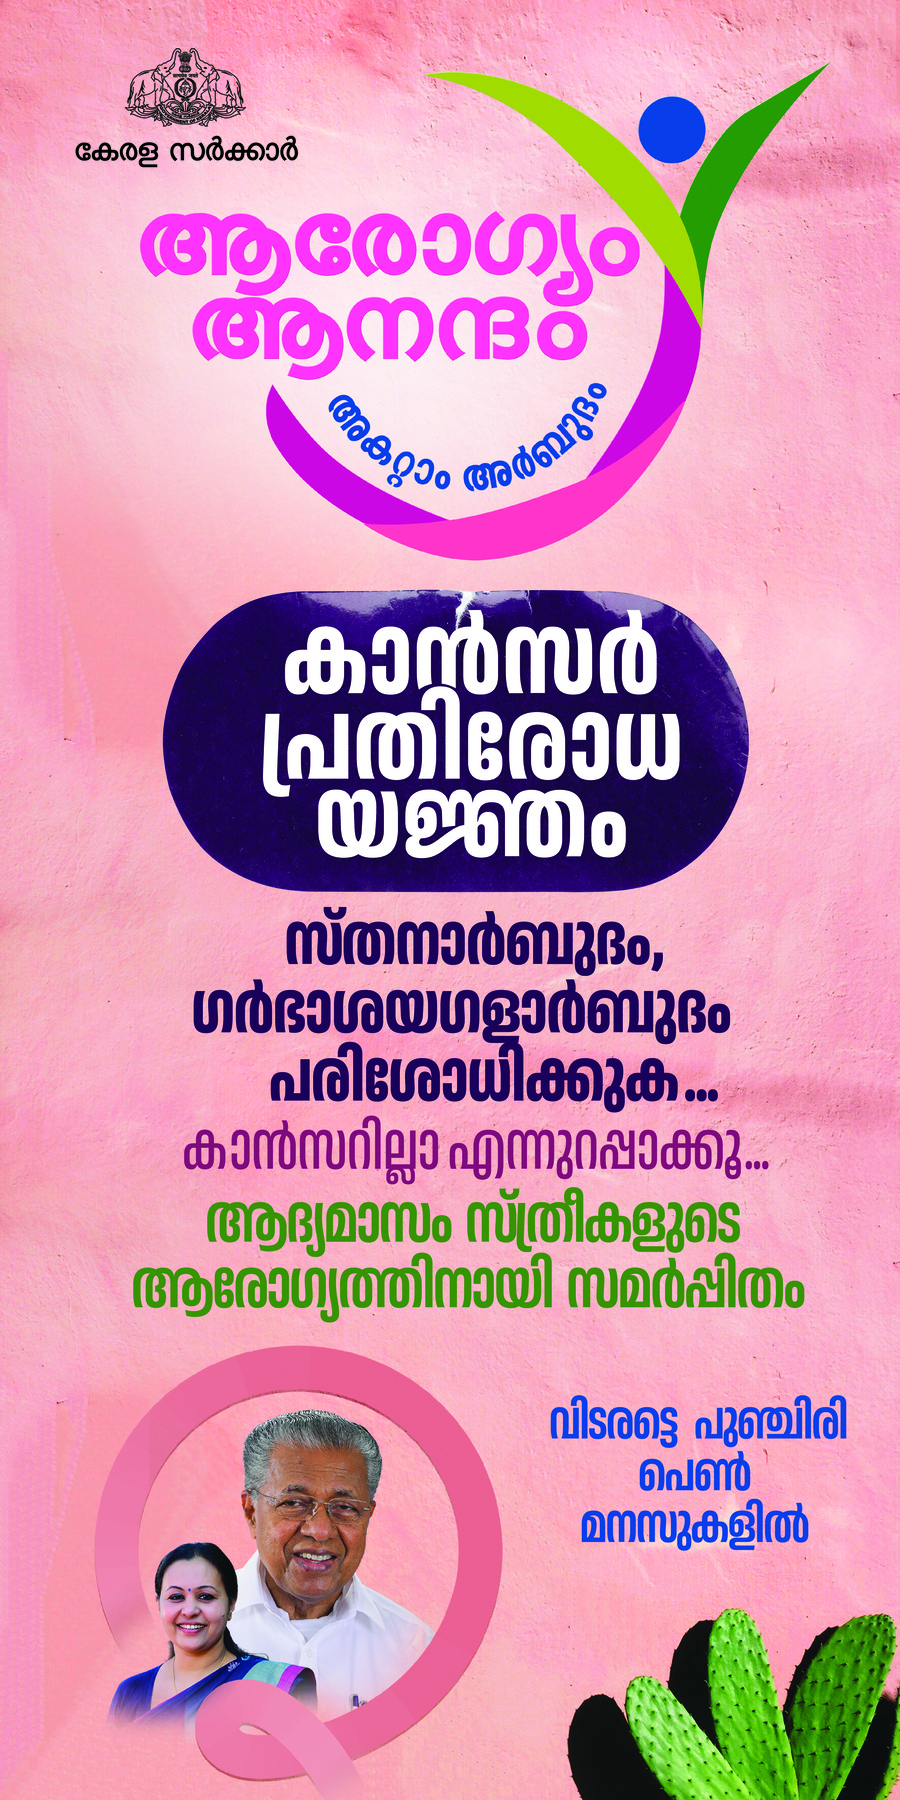 കേരള സർക്കാർ
ആരോഗ്യം
ആനന്ദം
അകറ്റാം അർബുദം
കാൻസർ
പ്രതിരോധ
യജ്ഞം
സ്തനാർബുദം,
ഗർഭാശയഗളാർബുദം
പരിശോധിക്കുക...
കാൻസറില്ലാ എന്നുറപ്പാക്കൂ...
ആദ്യമാസം സ്ത്രീകളുടെ
ആരോഗ്യത്തിനായി സമർപ്പിതം
വിടരട്ടെ പുഞ്ചിരി
പെൺ
മനസുകളിൽ